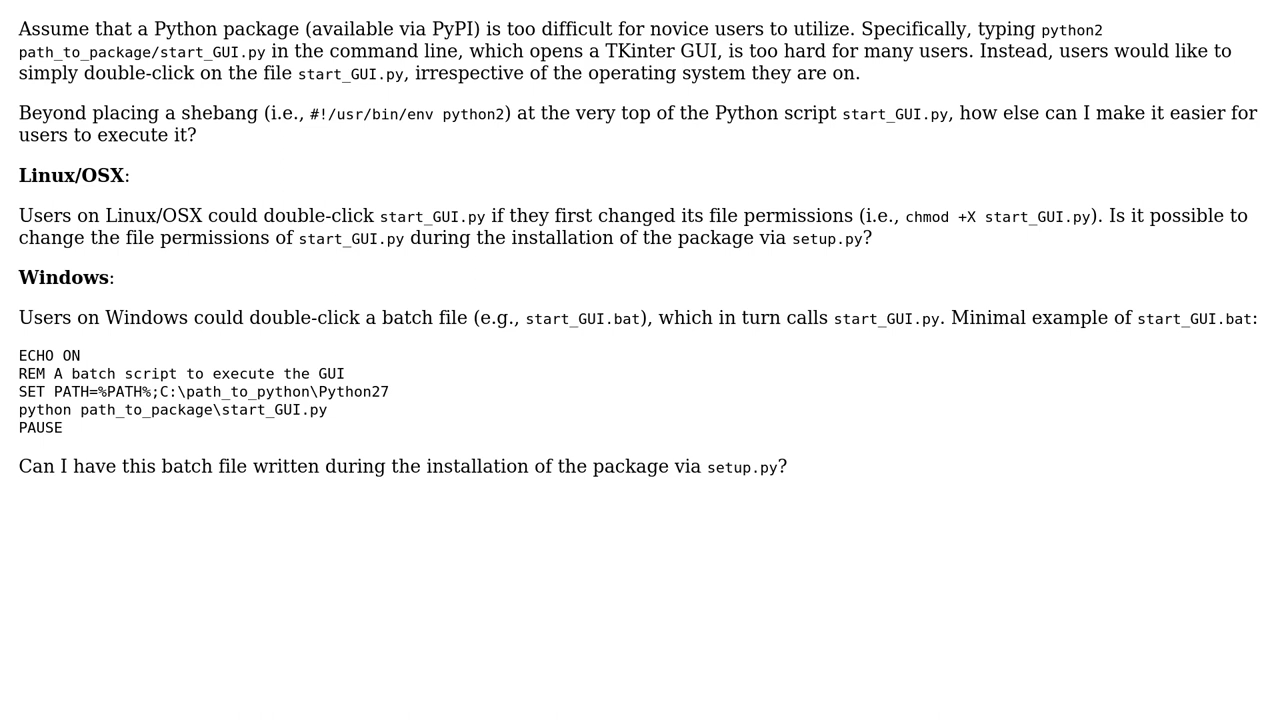 Assume that a Python package (available via PyPI) is too difficult for novice users to utilize. Specifically, typing python2
path_to_package/start_GUI.py in the command line, which opens a TKinter GUI, is too hard for many users. Instead, users would like to
simply double-click on the file start_GUI.py, irrespective of the operating system they are on.
Beyond placing a shebang (i.e., #!/usr/bin/env python2) at the very top of the Python script start_GUI.py, how else can I make it easier for
users to execute it?
Linux/OSX:
Users on Linux/OSX could double-click start_GUI.py if they first changed its file permissions (i.e., chmod +X start_GUI.py). Is it possible to
change the file permissions of start_GUI.py during the installation of the package via setup.py?
Windows:
Users on Windows could double-click a batch file (e.g., start_GUI.bat), which in turn calls start_GUI.py. Minimal example of start_GUI.bat:
ECHO ON
REM A batch script to execute the GUI
SET PATH=%PATH%;C:\path_to_python\Python27
python path_to_package\start_GUI.py
PAUSE
Can I have this batch file written during the installation of the package via setup.py?